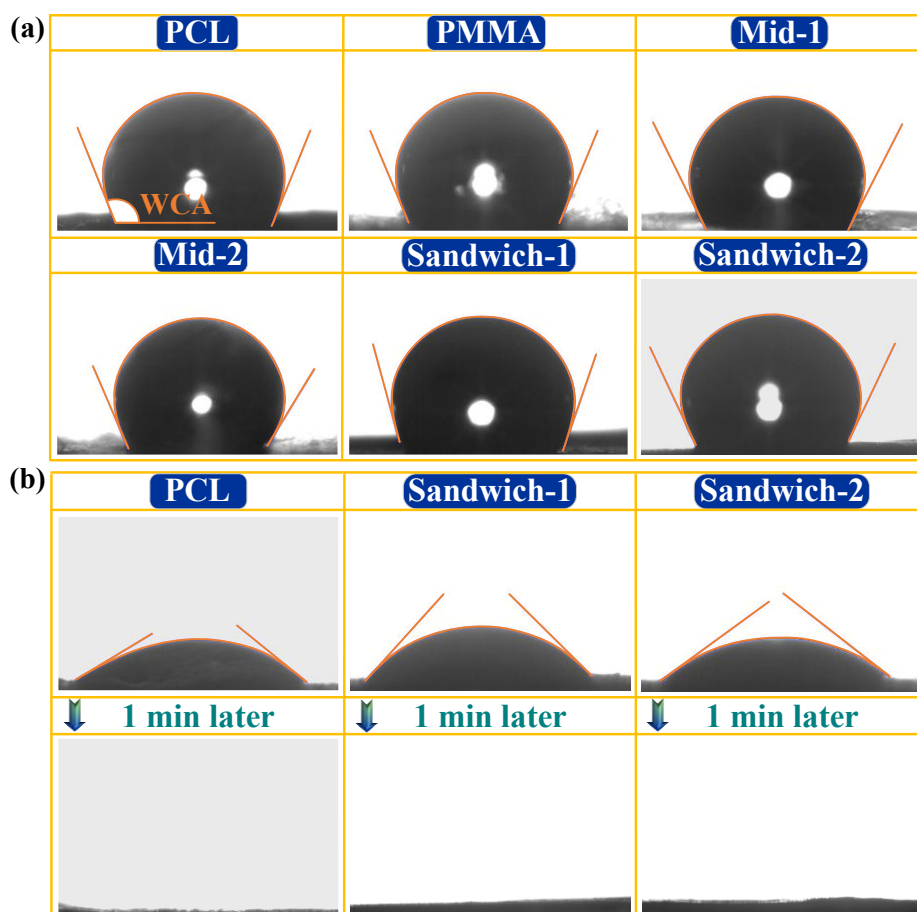 (a)
PCL PMMA Mid-1
WCA
Mid-2 Sandwich-1 Sandwich-2
(b)
PCL Sandwich-1 Sandwich-2
1 min later 1 min later 1 min later